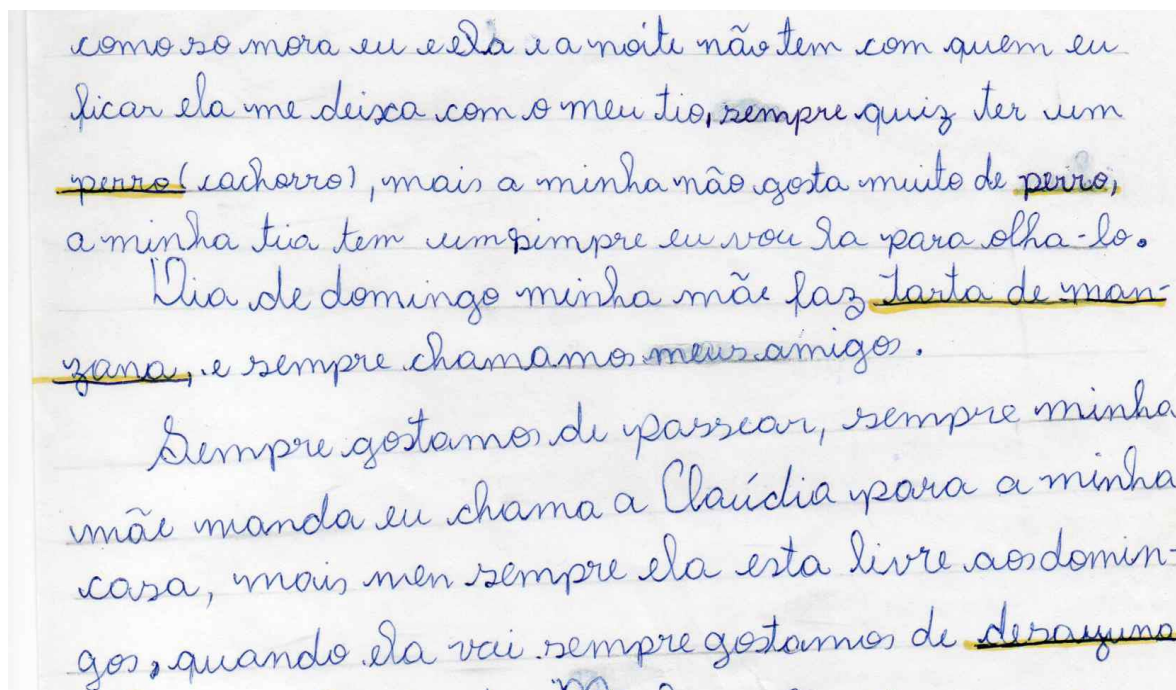 como so mora eu e ela e a noite não tem com quem eu
ficar ela me deixa com o meu tio, sempre quiz ter um
perro (cachorro), mais a minha não gosta muito de perro,
a minha tia tem um simpre eu vou la para olha-lo.
Dia de domingo minha mãe faz tarta de man-
zana, e sempre chamamos meus amigos.
Sempre gostamos de passear, sempre minha
mãe manda eu chama a Claúdia para a minha
casa, mais nen sempre ela esta livre aos domin-
gos, quando ela vai sempre gostamos de desayuna